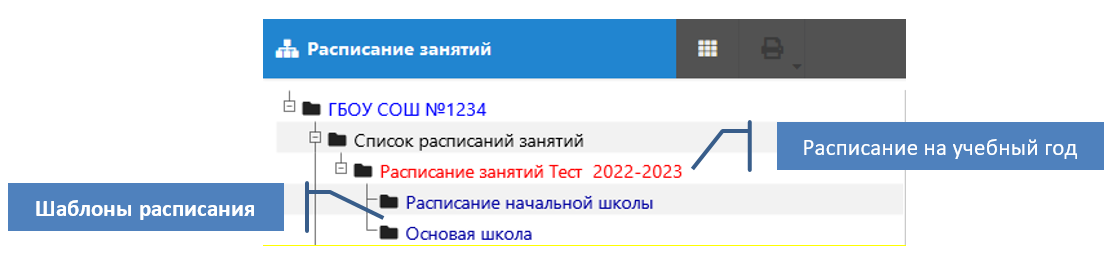 Расписание занятий
ГБОУ СОШ №1234
Список расписаний занятий
Расписание занятий Тест 2022-2023
Расписание на учебный год
Расписание начальной школы
Шаблоны расписания
Основая школа